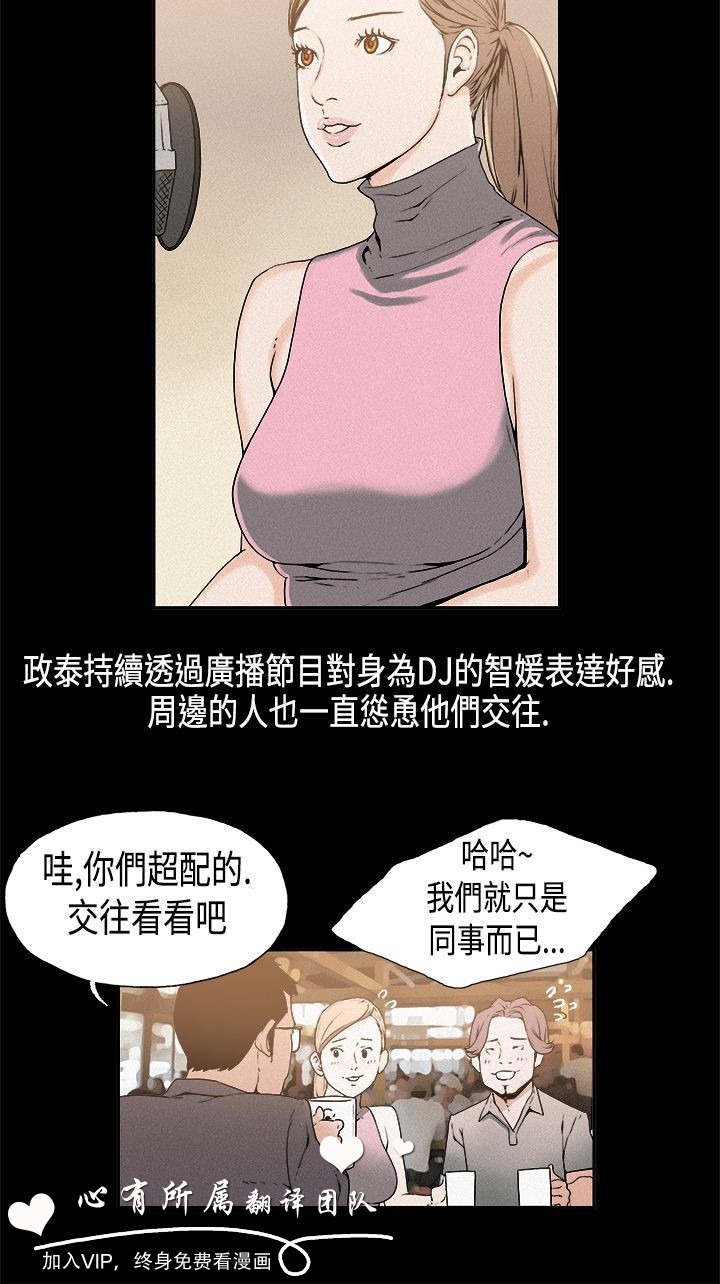 政泰持續透過廣播節目對身為DJ的智媛表達好感.
周邊的人也一直慫恿他們交往.
哇,你們超配的.
交往看看吧
哈哈~
我們就只是
同事而已...
心有所属翻译团队
加入VIP，终身免费看漫画